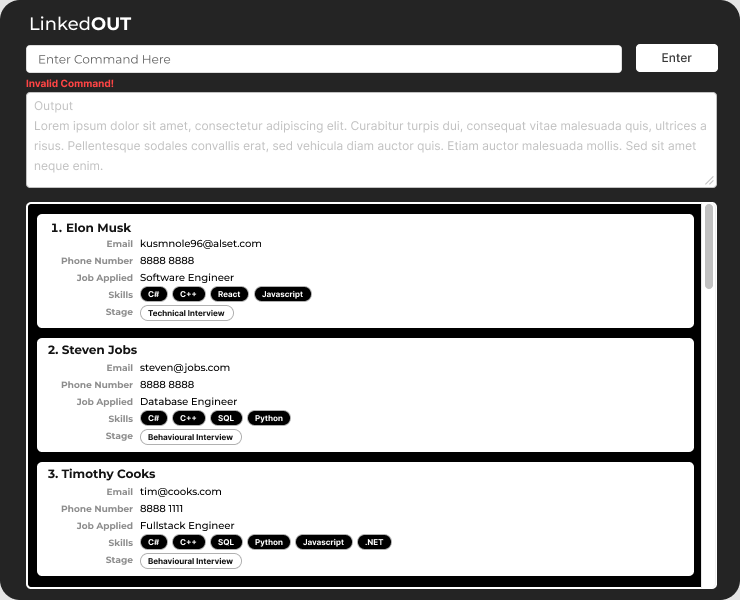 LinkedOUT
Enter Command Here
Enter
Invalid Command!
Output
Lorem ipsum dolor sit amet, consectetur adipiscing elit. Curabitur turpis dui, consequat vitae malesuada quis, ultrices a
risus. Pellentesque sodales convallis erat, sed vehicula diam auctor quis. Etiam auctor malesuada mollis. Sed sit amet
neque enim.
1. Elon Musk
Email kusmnole96@alset.com
Phone Number 8888 8888
Job Applied Software Engineer
Skills C# C++ React Javascript
Stage Technical Interview
2. Steven Jobs
Email steven@jobs.com
Phone Number 8888 8888
Job Applied Database Engineer
Skills C# C++ SQL Python
Stage Behavioural Interview
3. Timothy Cooks
Email tim@cooks.com
Phone Number 8888 1111
Job Applied Fullstack Engineer
Skills C# C++ SQL Python Javascript .NET
Stage Behavioural Interview